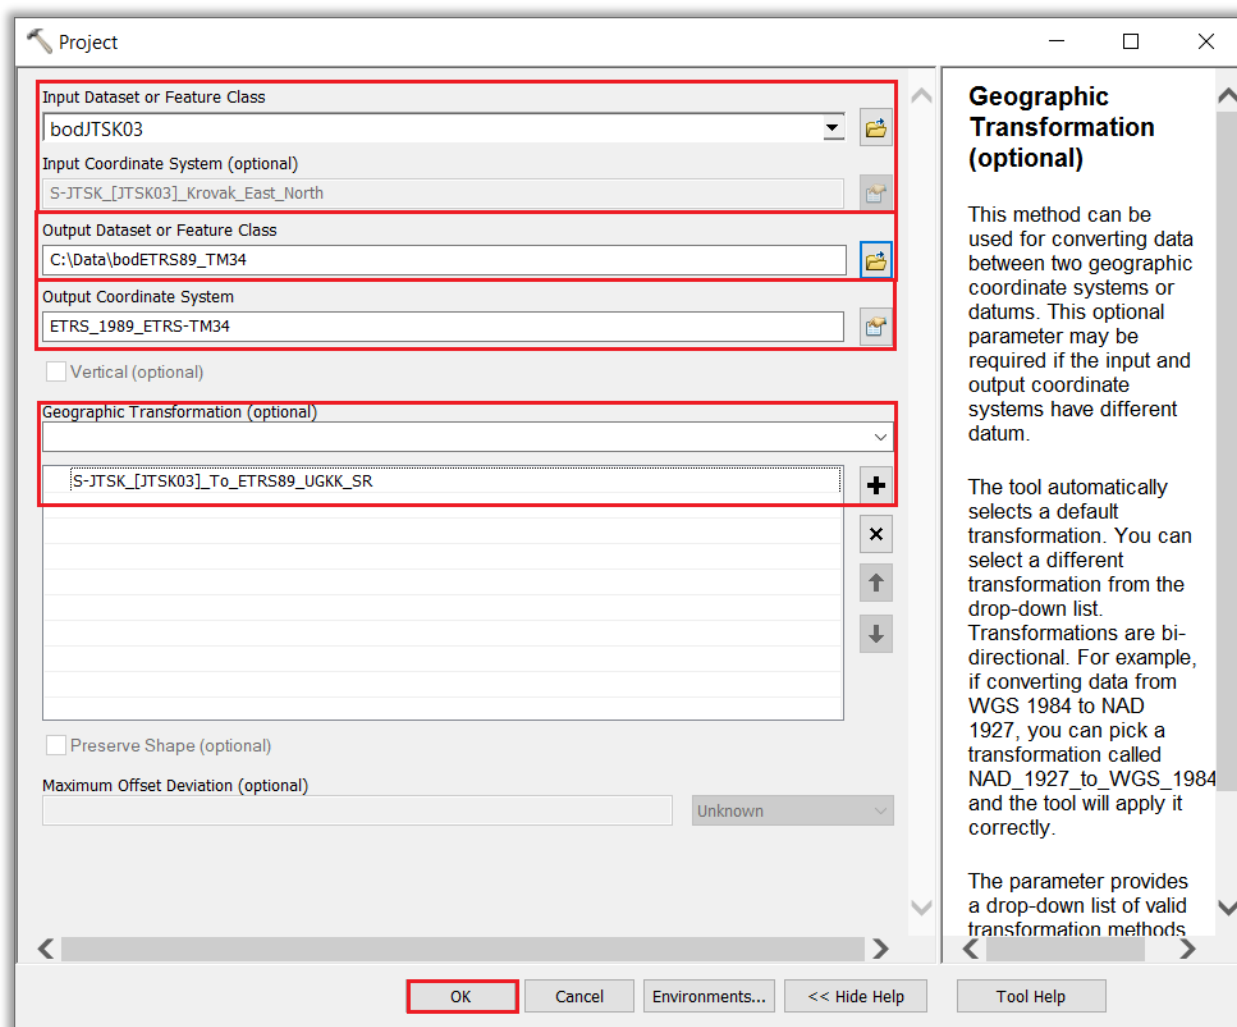 Project
Input Dataset or Feature Class
bodJTSK03
Input Coordinate System (optional)
S-JTSK_[JTSK03]_Krovak_East_North
Output Dataset or Feature Class
C:\Data\bodETRS89_TM34
Output Coordinate System
ETRS_1989_ETRS-TM34
Vertical (optional)
Geographic Transformation (optional)
S-JTSK_[JTSK03]_To_ETRS89_UGKK_SR
Preserve Shape (optional)
Maximum Offset Deviation (optional)
Unknown
OK
Cancel
Environments...
<< Hide Help
Tool Help
Geographic
Transformation
(optional)
This method can be
used for converting data
between two geographic
coordinate systems or
datums. This optional
parameter may be
required if the input and
output coordinate
systems have different
datum.
The tool automatically
selects a default
transformation. You can
select a different
transformation from the
drop-down list.
Transformations are bi-
directional. For example,
if converting data from
WGS 1984 to NAD
1927, you can pick a
transformation called
NAD_1927_to_WGS_1984
and the tool will apply it
correctly.
The parameter provides
a drop-down list of valid
transformation methods